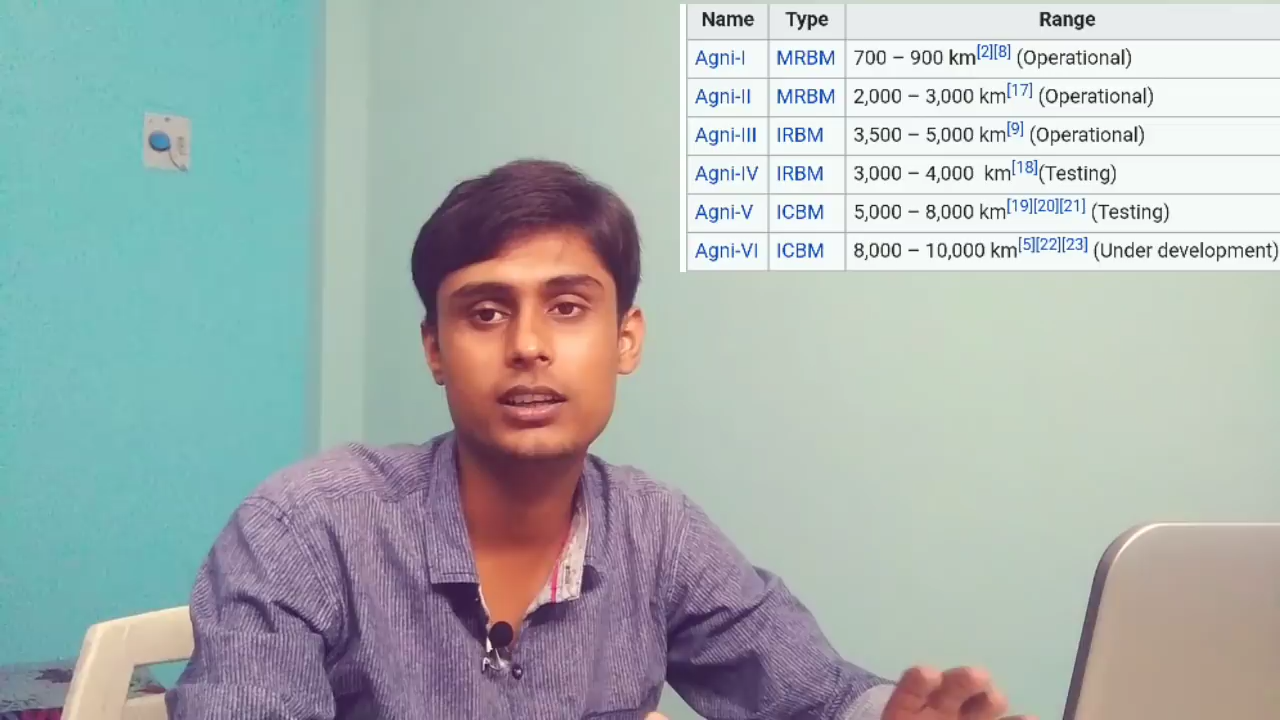 Name Type Range
Agni-I MRBM 700 – 900 km[2][8] (Operational)
Agni-II MRBM 2,000 – 3,000 km[17] (Operational)
Agni-III IRBM 3,500 – 5,000 km[9] (Operational)
Agni-IV IRBM 3,000 – 4,000 km[18](Testing)
Agni-V ICBM 5,000 – 8,000 km[19][20][21] (Testing)
Agni-VI ICBM 8,000 – 10,000 km[5][22][23] (Under development)